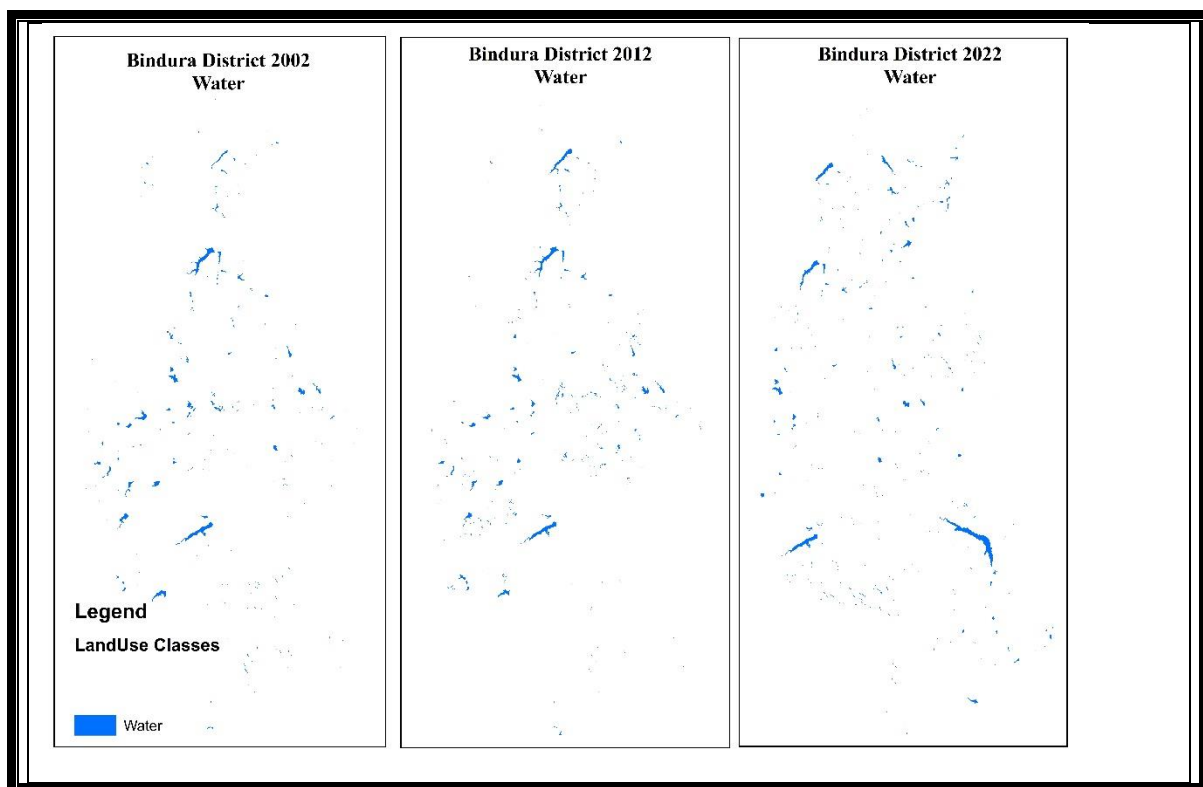 Bindura District 2002
Water
Bindura District 2012
Water
Bindura District 2022
Water
Legend
LandUse Classes
Water